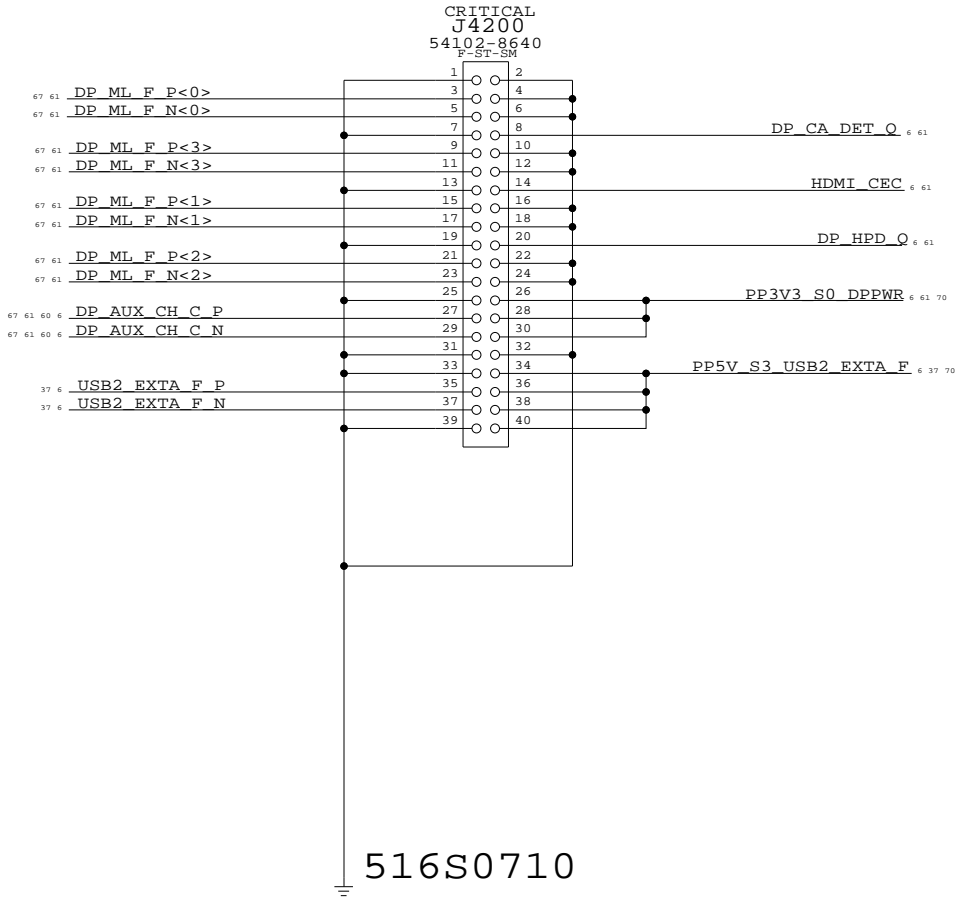 CRITICAL
J4200
54102-8640
F-ST-SM
1 2
67 61 DP_ML_F_P<0> 3 4
67 61 DP_ML_F_N<0> 5 6
7 8 DP_CA_DET_Q 6 61
67 61 DP_ML_F_P<3> 9 10
67 61 DP_ML_F_N<3> 11 12
13 14 HDMI_CEC 6 61
67 61 DP_ML_F_P<1> 15 16
67 61 DP_ML_F_N<1> 17 18
19 20 DP_HPD_Q 6 61
67 61 DP_ML_F_P<2> 21 22
67 61 DP_ML_F_N<2> 23 24
25 26 PP3V3_S0_DPPWR 6 61 70
67 61 60 6 DP_AUX_CH_C_P 27 28
67 61 60 6 DP_AUX_CH_C_N 29 30
31 32
33 34 PP5V_S3_USB2_EXTA_F 6 37 70
37 6 USB2_EXTA_F_P 35 36
37 6 USB2_EXTA_F_N 37 38
39 40
516S0710